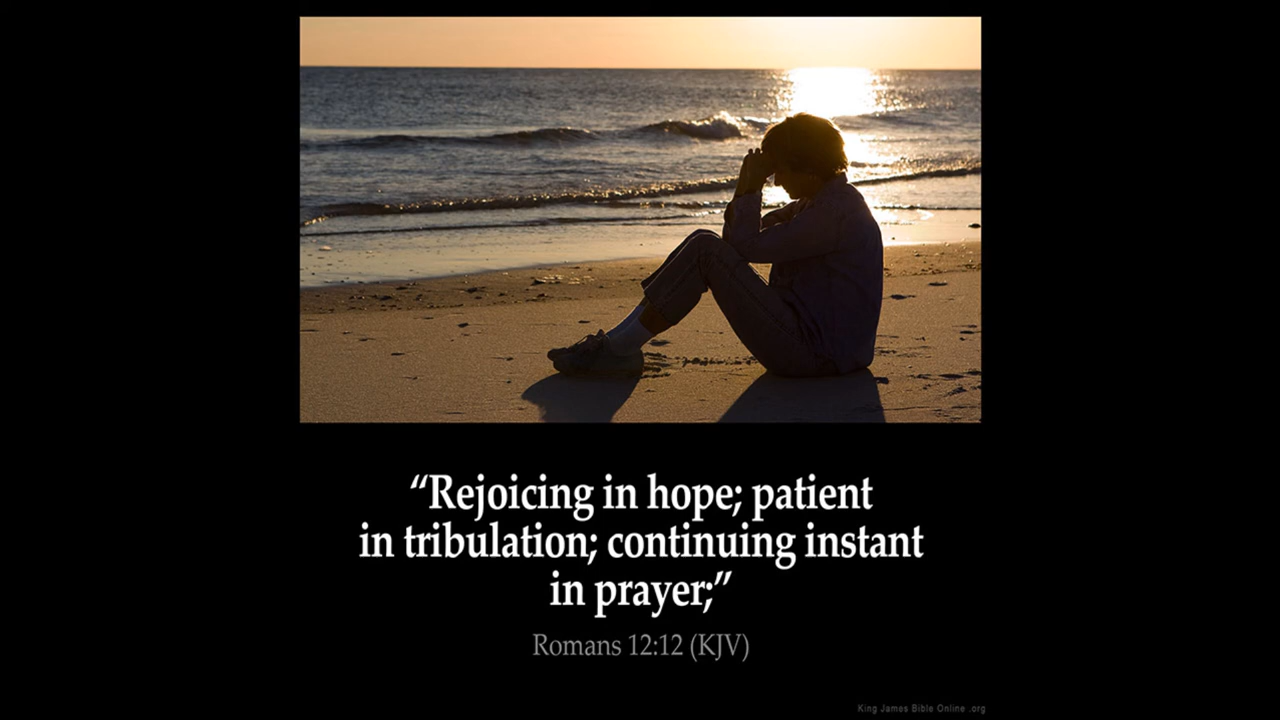 “Rejoicing in hope; patient
in tribulation; continuing instant
in prayer;”
Romans 12:12 (KJV)
King James Bible Online .org